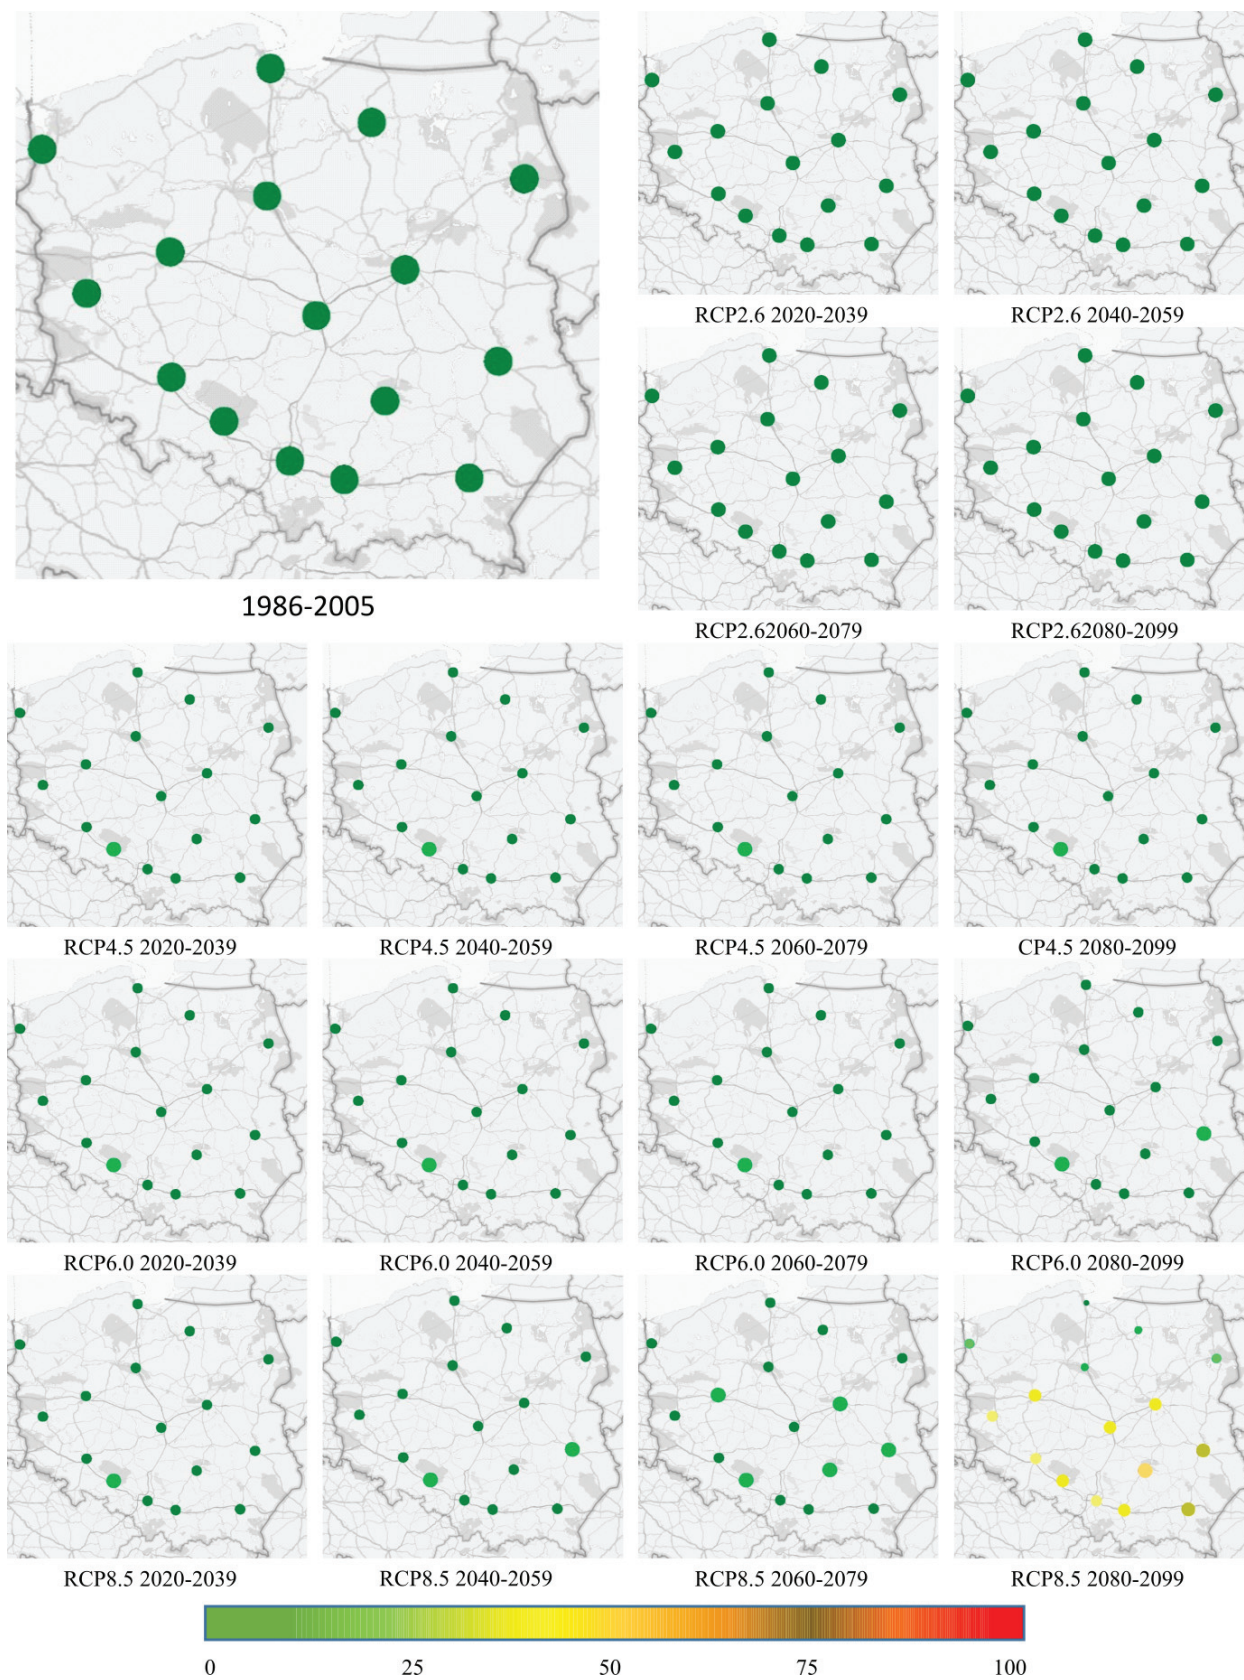 RCP2.6 2020-2039
RCP2.6 2040-2059
1986-2005
RCP2.62060-2079
RCP2.62080-2099
RCP4.5 2020-2039
RCP4.5 2040-2059
RCP4.5 2060-2079
CP4.5 2080-2099
RCP6.0 2020-2039
RCP6.0 2040-2059
RCP6.0 2060-2079
RCP6.0 2080-2099
RCP8.5 2020-2039
RCP8.5 2040-2059
RCP8.5 2060-2079
RCP8.5 2080-2099
0 25 50 75 100